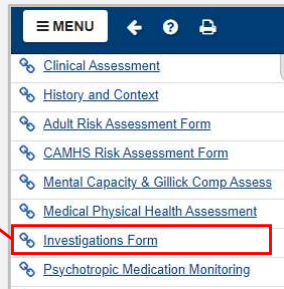 MENU
Clinical Assessment
History and Context
Adult Risk Assessment Form
CAMHS Risk Assessment Form
Mental Capacity & Gillick Comp Assess
Medical Physical Health Assessment
Investigations Form
Psychotropic Medication Monitoring